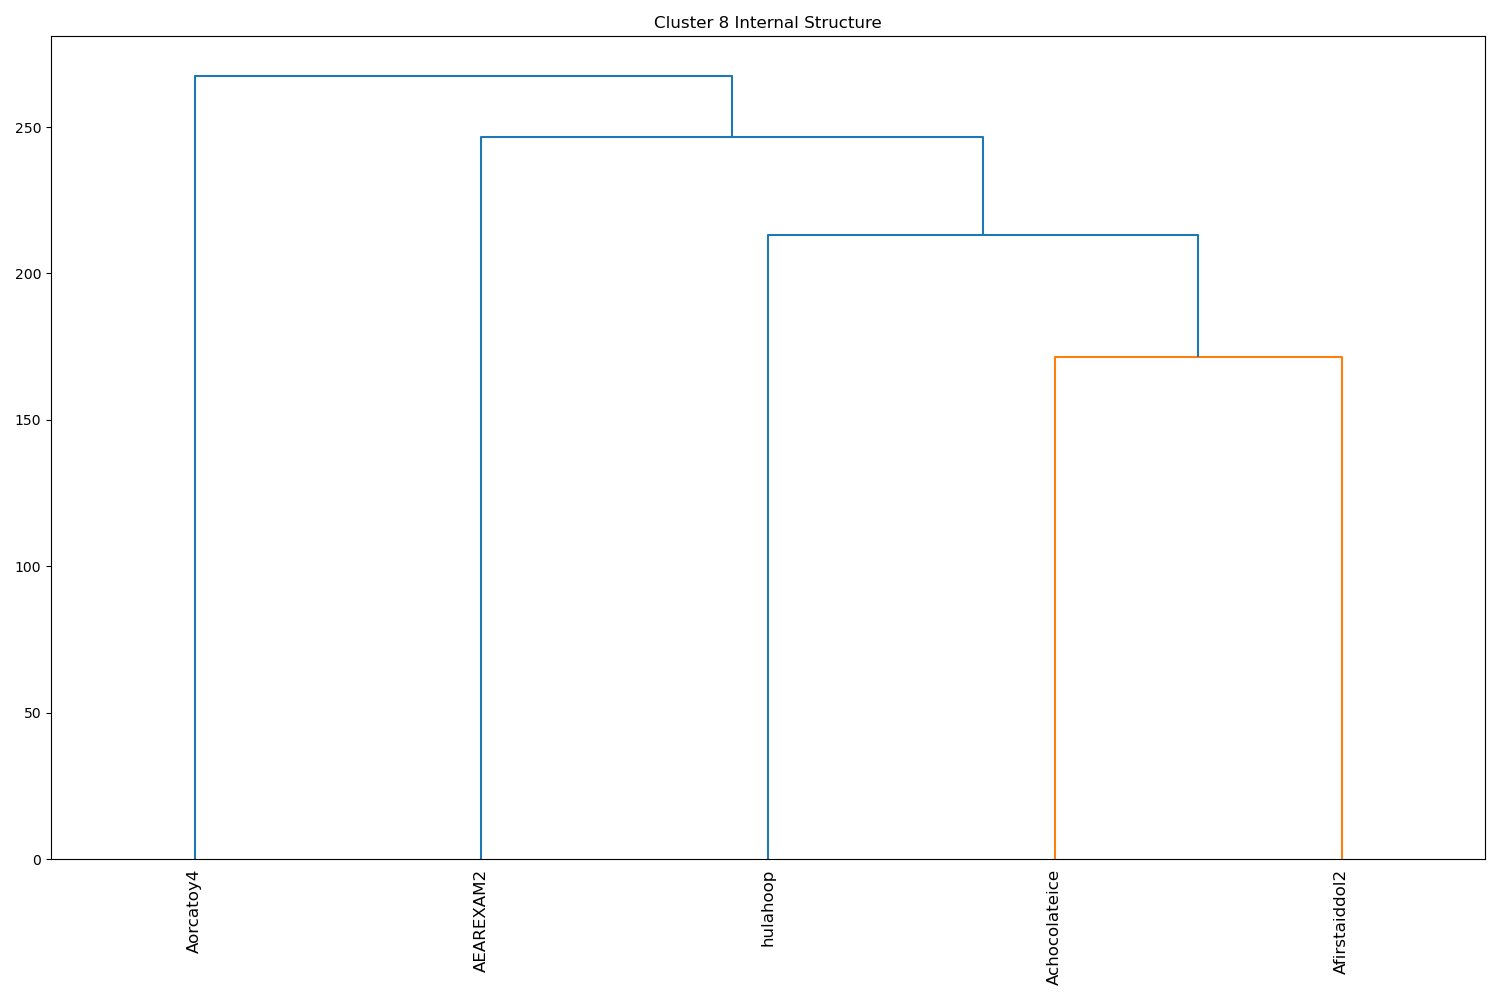 Cluster 8 Internal Structure
250
200
150
100
50
0
Aorcatoy4
AEAREXAM2
hulahoop
Achocolateice
Afirstaiddol2